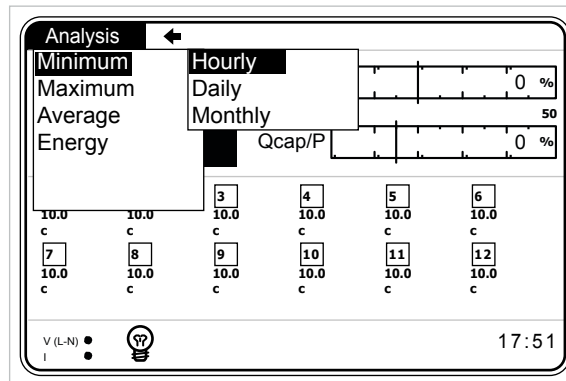 Analysis
Minimum Hourly
Maximum Daily 0 %
Average Monthly 50
Energy Qcap/P 0 %
3 4 5 6
10.0 10.0 10.0 10.0 10.0 10.0
c c c c c c
7 8 9 10 11 12
10.0 10.0 10.0 10.0 10.0 10.0
c c c c c c
V (L-N) 17:51
I